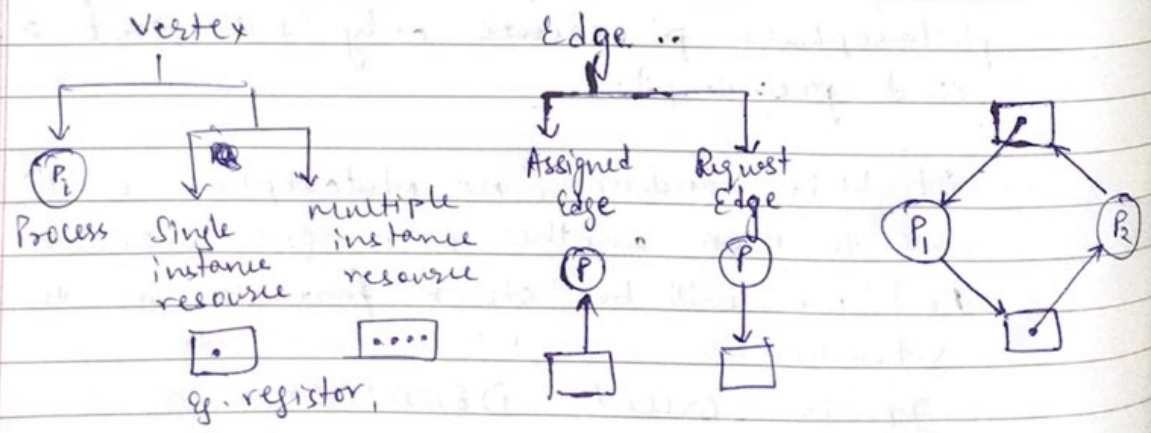 Vertex
Edge ..
Pi
Process
Single
instance
resource
multiple
instance
resource
eg. registor,
Assigned
Edge
P
Request
Edge
P
P1
P2